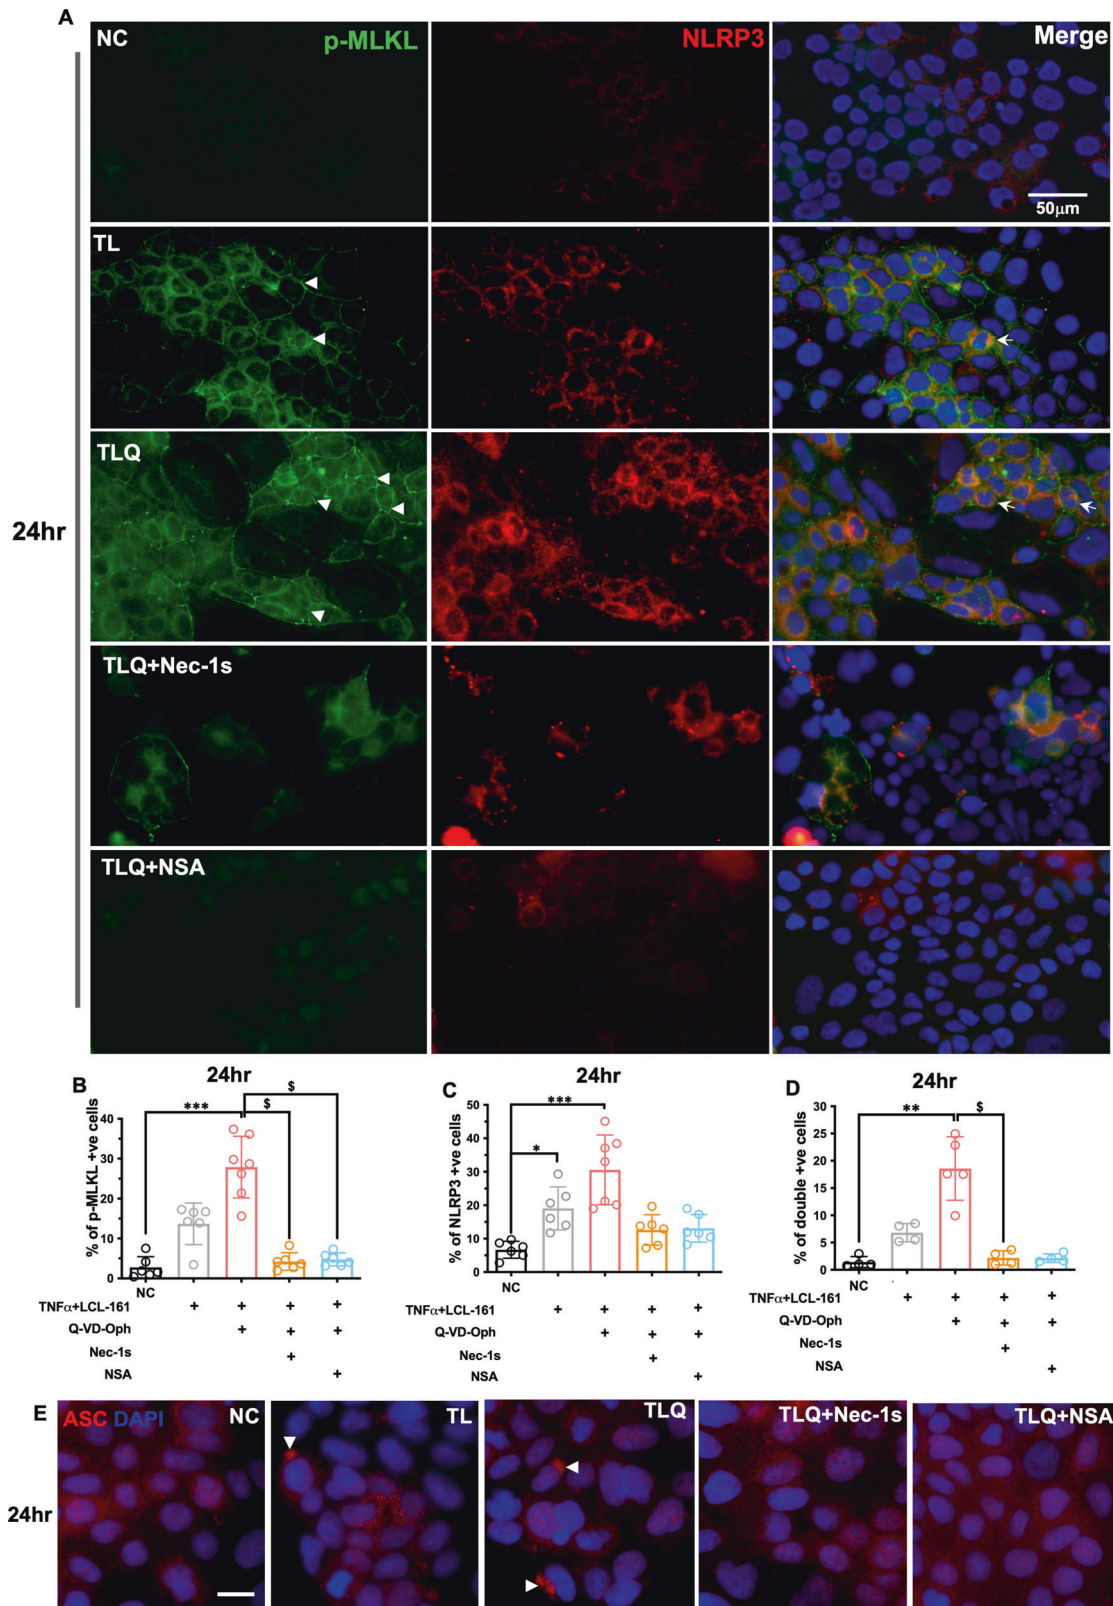 A
NC p-MLKL NLRP3 Merge
50μm
TL
TLQ
24hr
TLQ+Nec-1s
TLQ+NSA
B 24hr
% of p-MLKL +ve cells
40
30
20
10
0
*** $ $
NC
TNFα+LCL-161 + + + +
Q-VD-Oph + + +
Nec-1s +
NSA +
C 24hr
% of NLRP3 +ve cells
50
40
30
20
10
0
* ***
NC
TNFα+LCL-161 + + + +
Q-VD-Oph + + +
Nec-1s +
NSA +
D 24hr
% of double +ve cells
30
25
20
15
10
5
0
** $
NC
TNFα+LCL-161 + + + +
Q-VD-Oph + + +
Nec-1s +
NSA +
E
ASC DAPI NC TL TLQ TLQ+Nec-1s TLQ+NSA
24hr